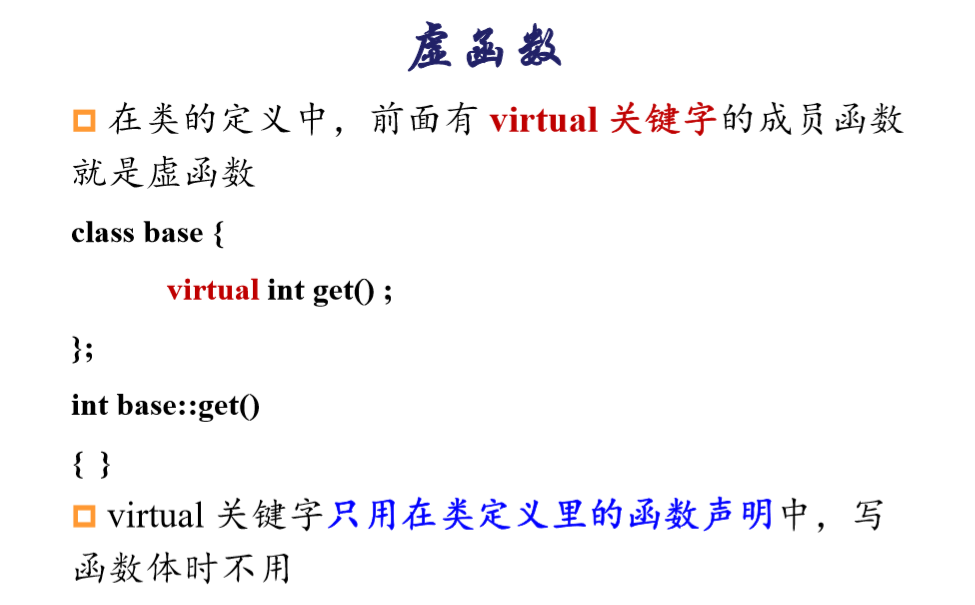 虚函数
在类的定义中，前面有 virtual 关键字的成员函数
就是虚函数
class base {
virtual int get() ;
};
int base::get()
{ }
virtual 关键字只用在类定义里的函数声明中，写
函数体时不用